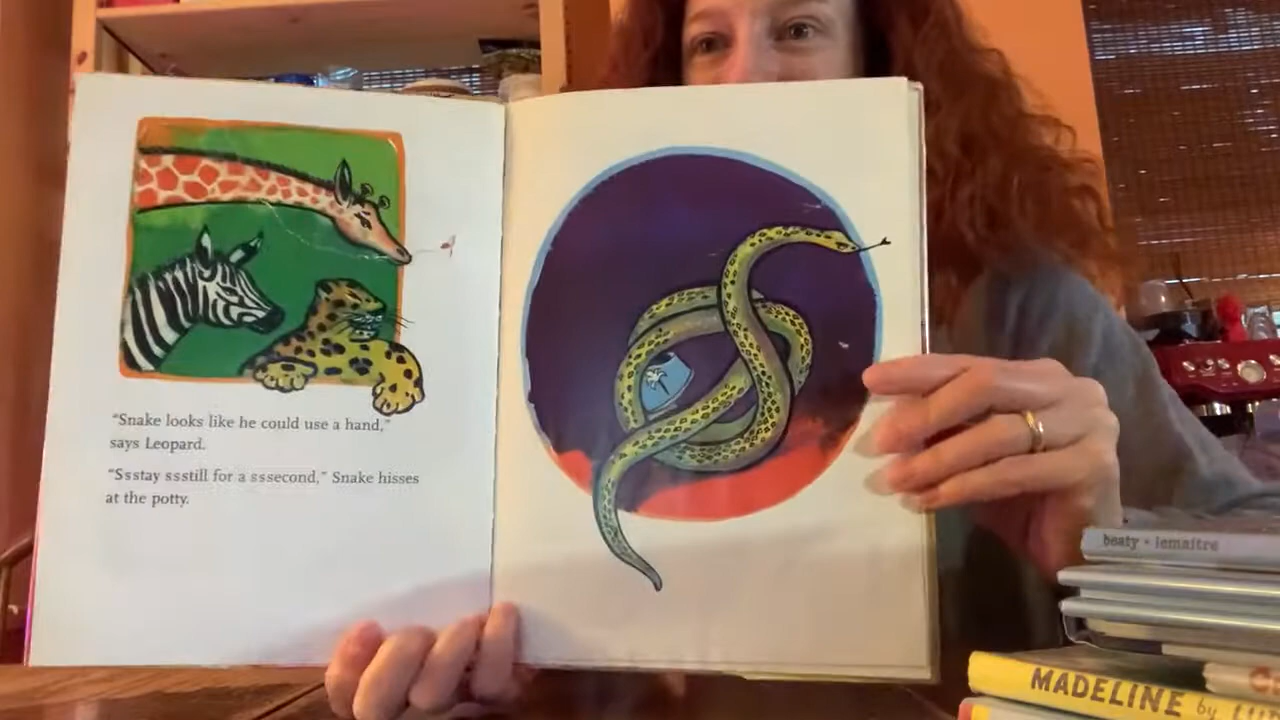 "Snake looks like he could use a hand,"
says Leopard.
"Ssstay ssstill for a sssecond," Snake hisses
at the potty.
beaty • lemaitre
MADELINE by